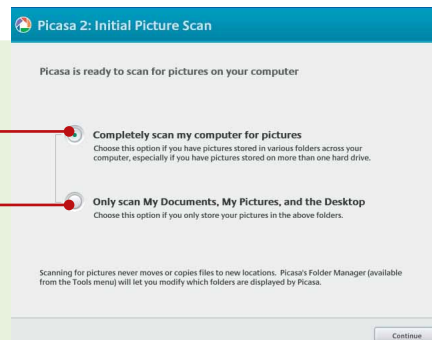 Picasa 2: Initial Picture Scan
Picasa is ready to scan for pictures on your computer
Completely scan my computer for pictures
Choose this option if you have pictures stored in various folders across your
computer, especially if you have pictures stored on more than one hard drive.
Only scan My Documents, My Pictures, and the Desktop
Choose this option if you only store your pictures in the above folders.
Scanning for pictures never moves or copies files to new locations. Picasa's Folder Manager (available
from the Tools menu) will let you modify which folders are displayed by Picasa.
Continue